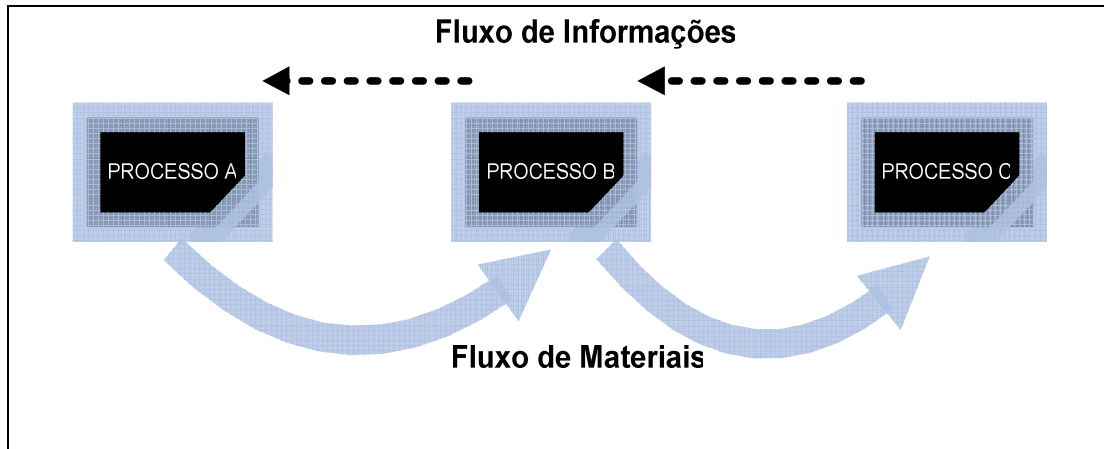 Fluxo de Informações
PROCESSO A
PROCESSO B
PROCESSO C
Fluxo de Materiais